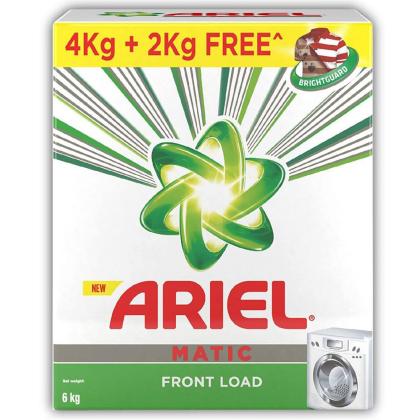 4Kg + 2Kg FREE^
BRIGHTGUARD
NEW
ARIEL®
MATIC
FRONT LOAD
Net weight
6 kg